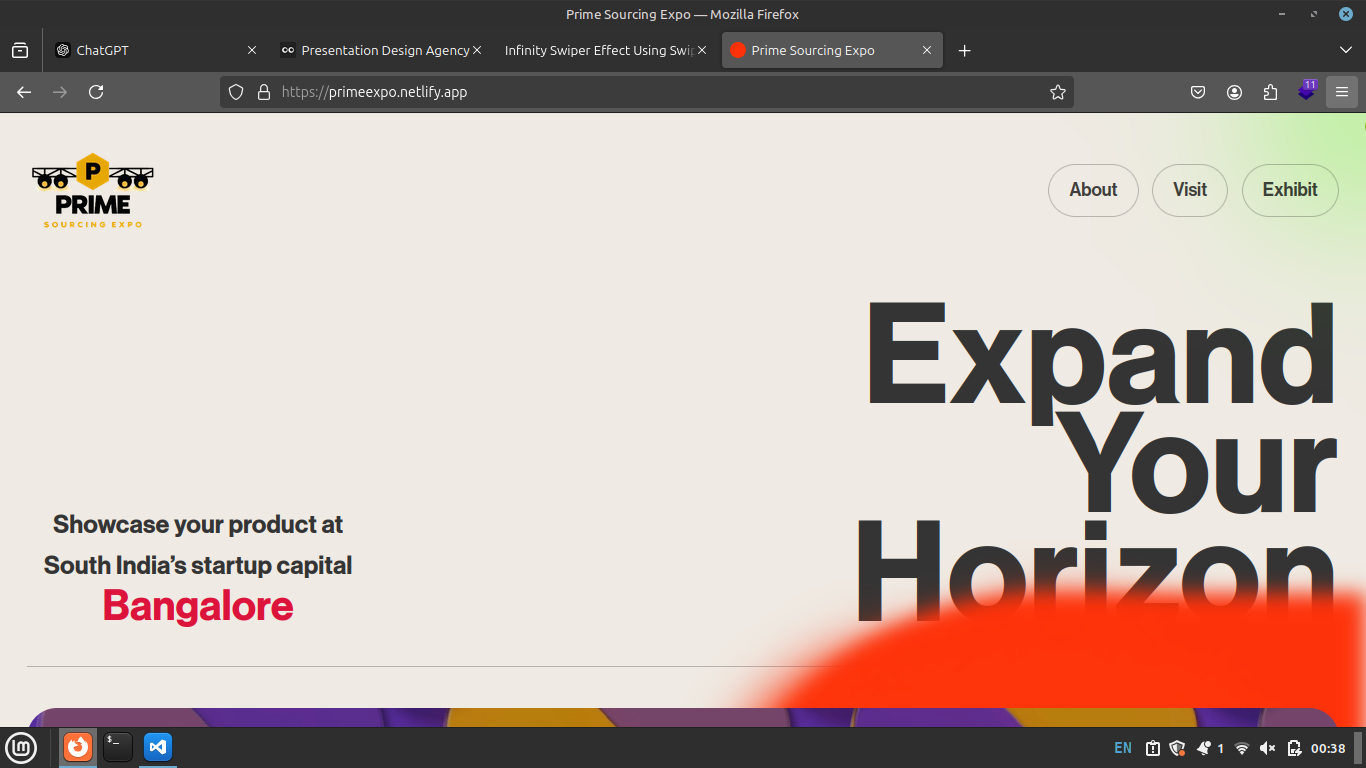 Prime Sourcing Expo — Mozilla Firefox
ChatGPT
Presentation Design Agency
Infinity Swiper Effect Using Swip
Prime Sourcing Expo
https://primeexpo.netlify.app
11
P
PRIME
SOURCING EXPO
About
Visit
Exhibit
Expand
Your
Horizon
Showcase your product at
South India’s startup capital
Bangalore
EN
1
00:38